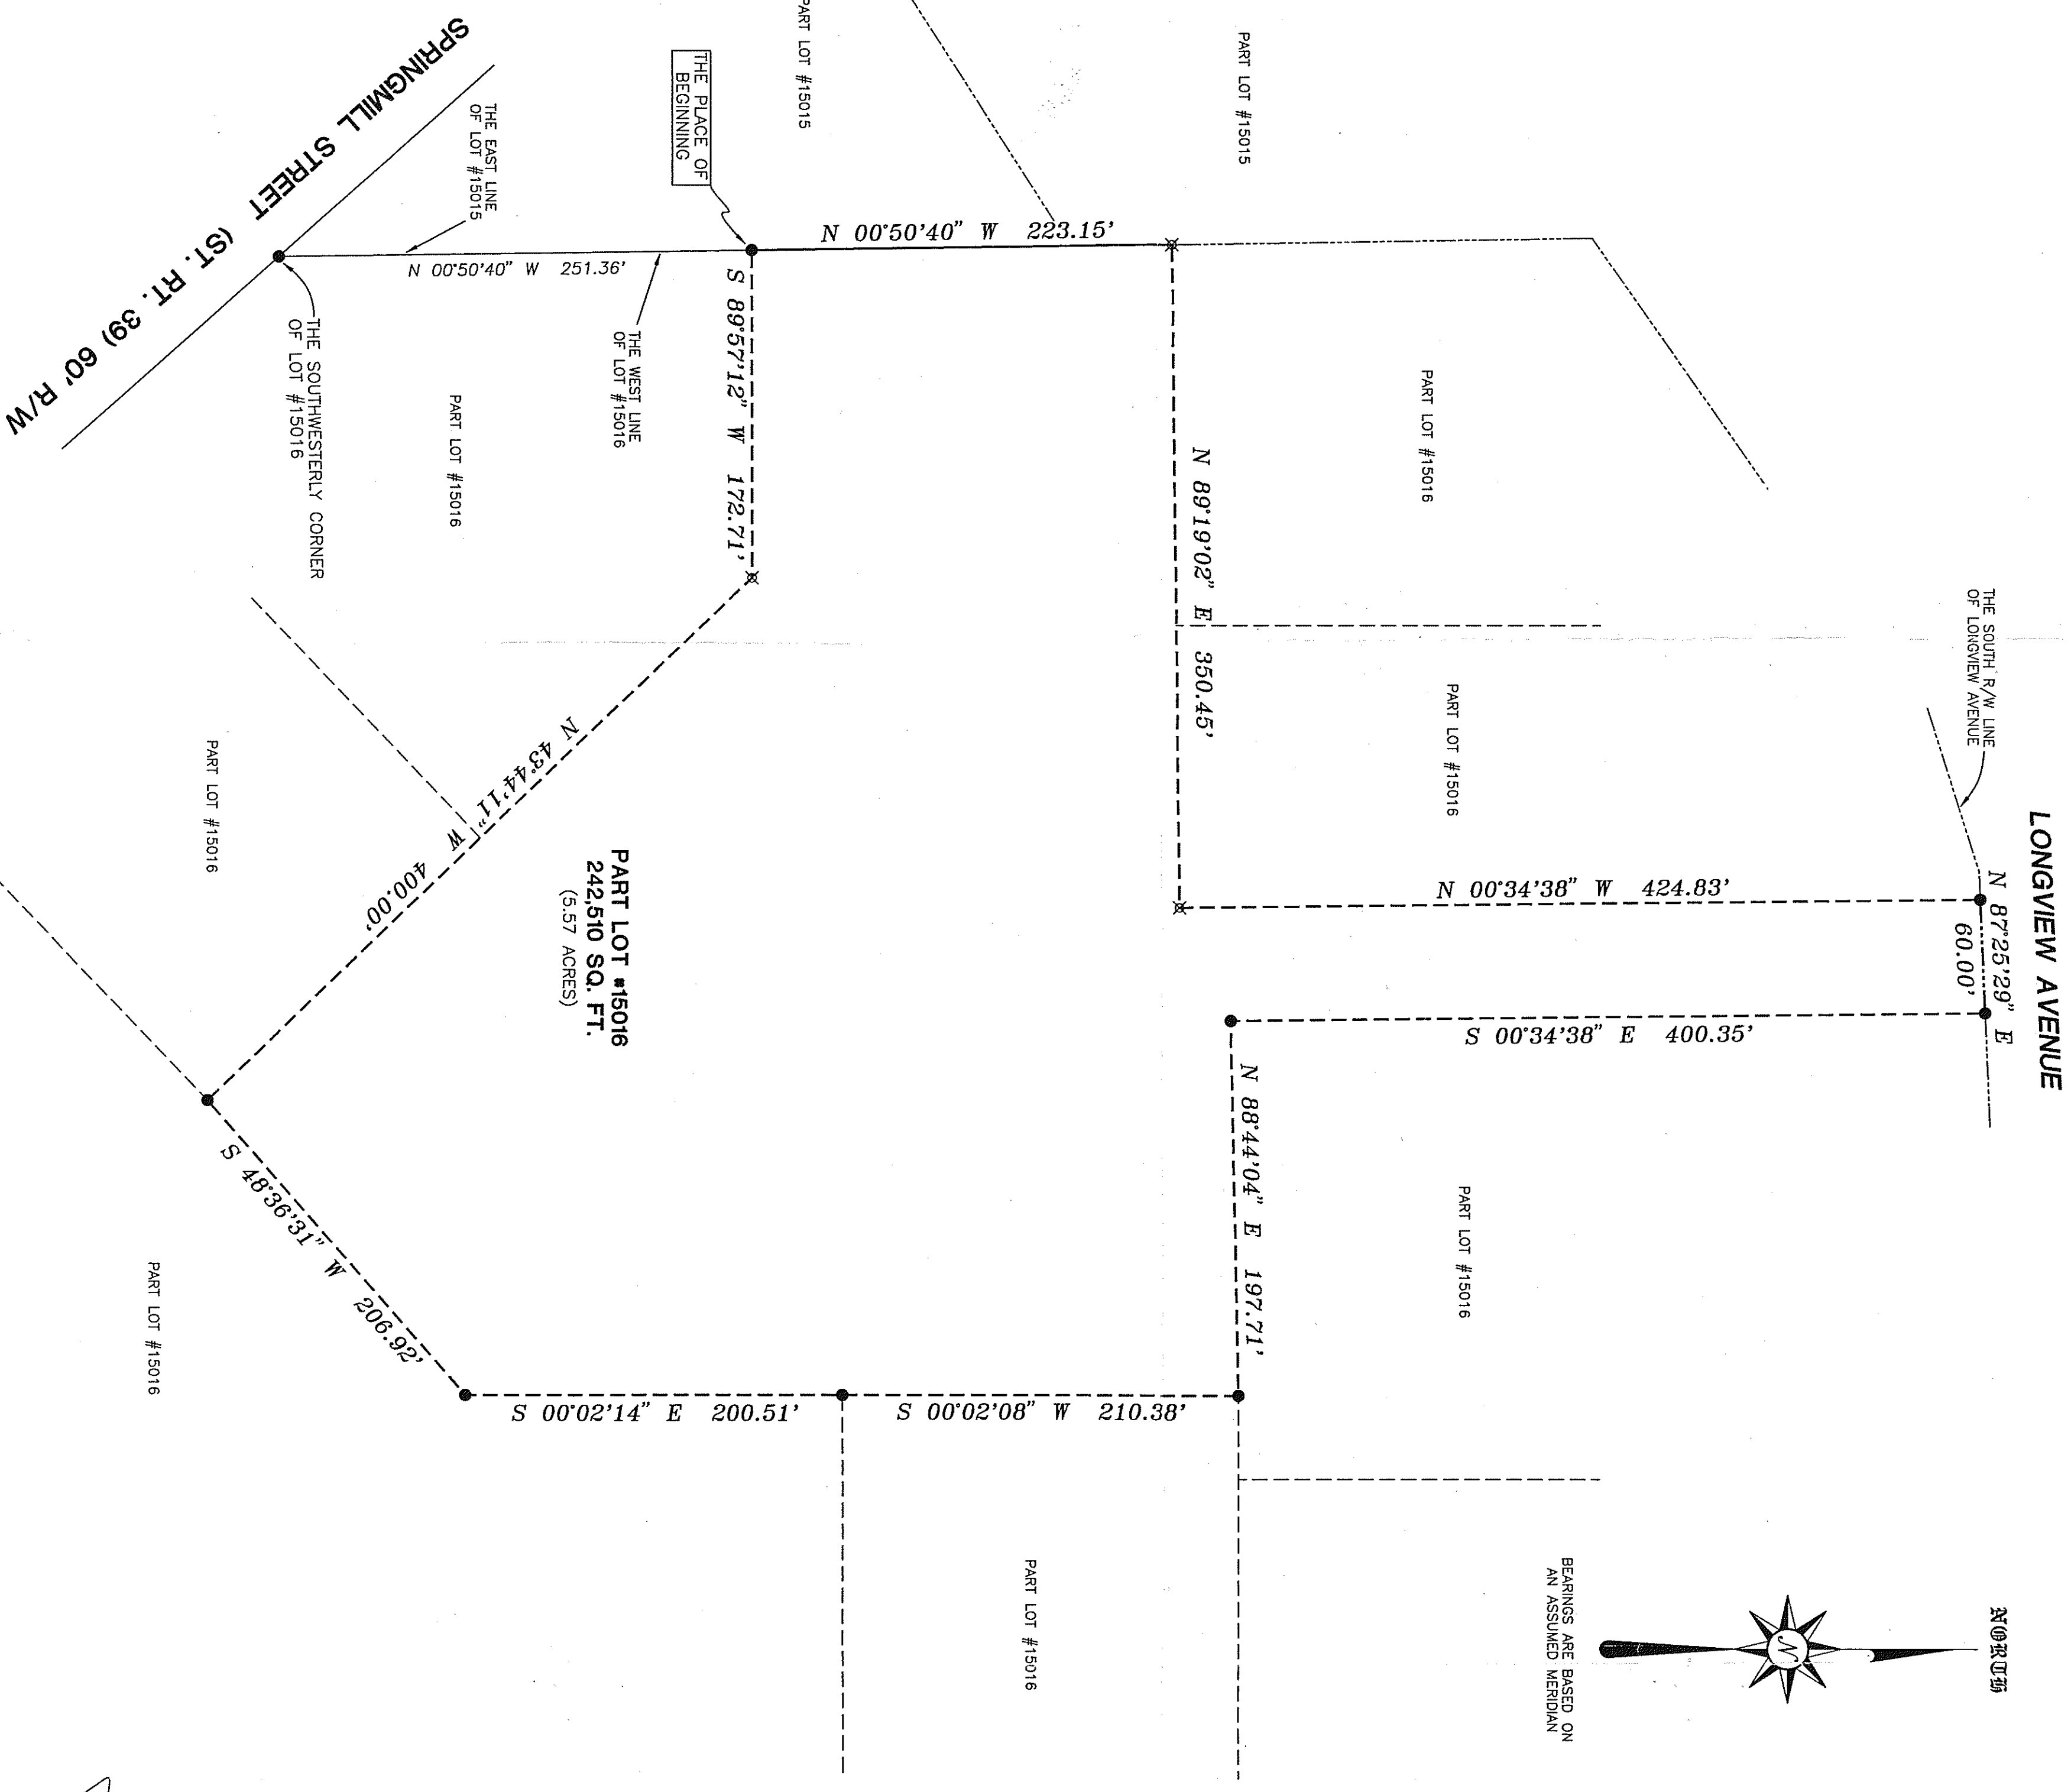 LONGVIEW AVENUE
NORTH
BEARINGS ARE BASED ON
AN ASSUMED MERIDIAN
THE SOUTH R/W LINE
OF LONGVIEW AVENUE
N 87°25'29" E
60.00'
N 00°34'38" W 424.83'
S 00°34'38" E 400.35'
PART LOT #15015
PART LOT #15016
PART LOT #15016
PART LOT #15016
N 89°19'02" E 350.45'
N 88°44'04" E 197.71'
N 00°50'40" W 223.15'
PART LOT #15015
THE PLACE OF
BEGINNING
S 89°57'12" W 172.71'
PART LOT #15016
S 00°02'08" W 210.38'
S 00°02'14" E 200.51'
PART LOT #15016
242,510 SQ. FT.
(5.57 ACRES)
THE WEST LINE
OF LOT #15016
N 00°50'40" W 251.36'
THE EAST LINE
OF LOT #15015
PART LOT #15016
N 43°44'11" W 400.00'
THE SOUTHWESTERLY CORNER
OF LOT #15016
S 48°36'31" W 206.92'
PART LOT #15016
PART LOT #15016
SPRINGMILL STREET (ST. RT. 39) 60' R/W
N